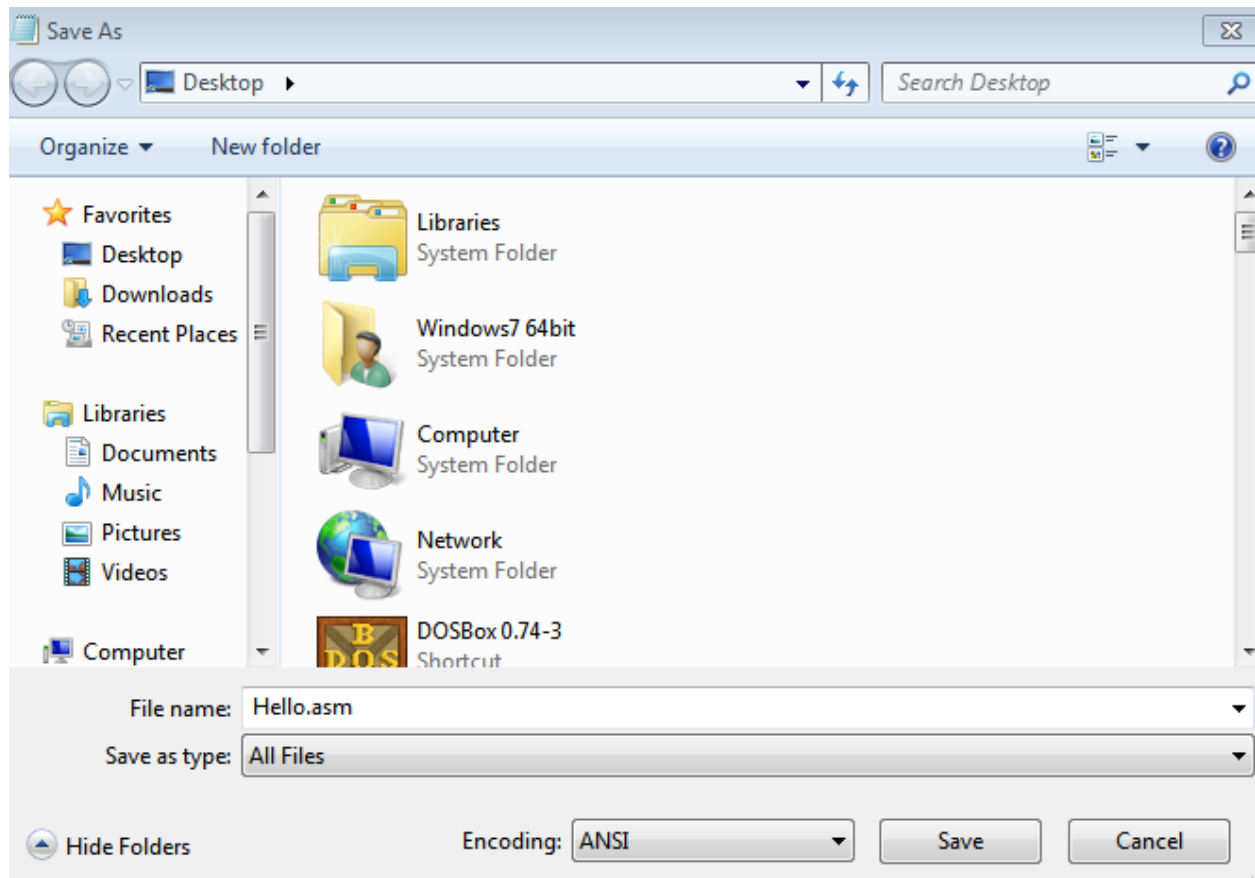 Save As
Desktop
Search Desktop
Organize
New folder
Favorites
Desktop
Downloads
Recent Places
Libraries
Documents
Music
Pictures
Videos
Computer
Libraries
System Folder
Windows7 64bit
System Folder
Computer
System Folder
Network
System Folder
B
DOS
DOSBox 0.74-3
Shortcut
File name: Hello.asm
Save as type: All Files
Hide Folders
Encoding: ANSI
Save
Cancel